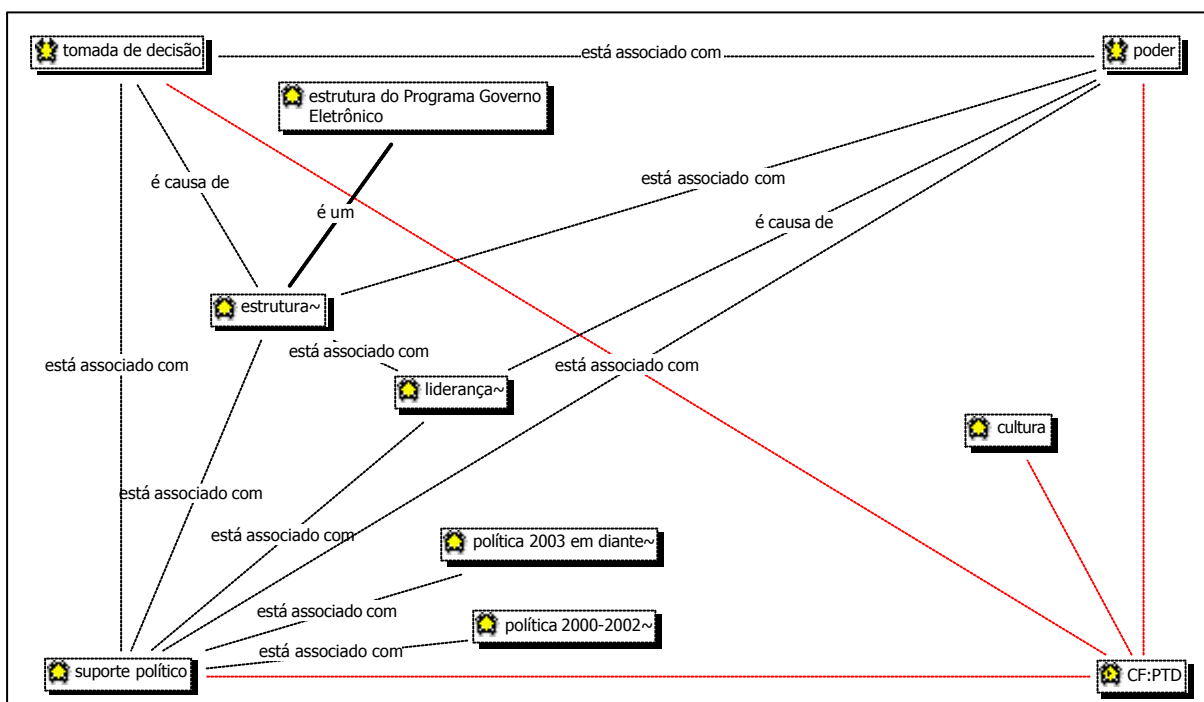 tomada de decisão
está associado com
poder
estrutura do Programa Governo
Eletrônico
é causa de
está associado com
é um
é causa de
estrutura~
está associado com
está associado com
está associado com
liderança~
cultura
está associado com
está associado com
política 2003 em diante~
está associado com
política 2000-2002~
está associado com
suporte político
CF:PTD